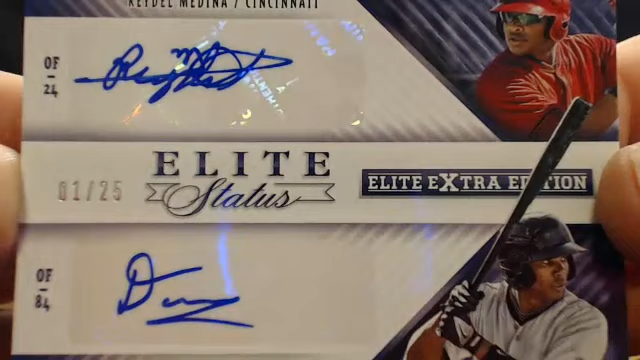 REYDEL MEDINA / CINCINNATI
OF
24
01/25
ELITE
Status
ELITE EXTRA EDITION
OF
84